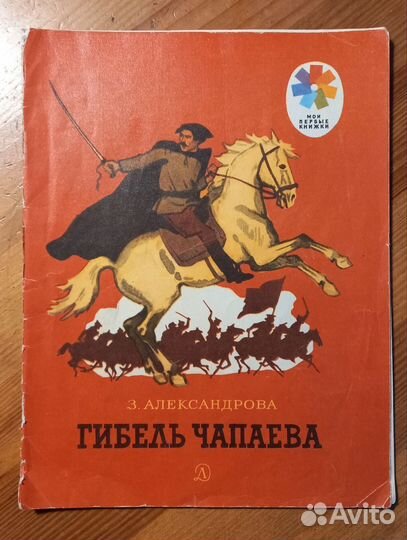 МОИ
ПЕРВЫЕ
КНИЖКИ
З. АЛЕКСАНДРОВА
ГИБЕЛЬ ЧАПАЕВА
Д
Avito